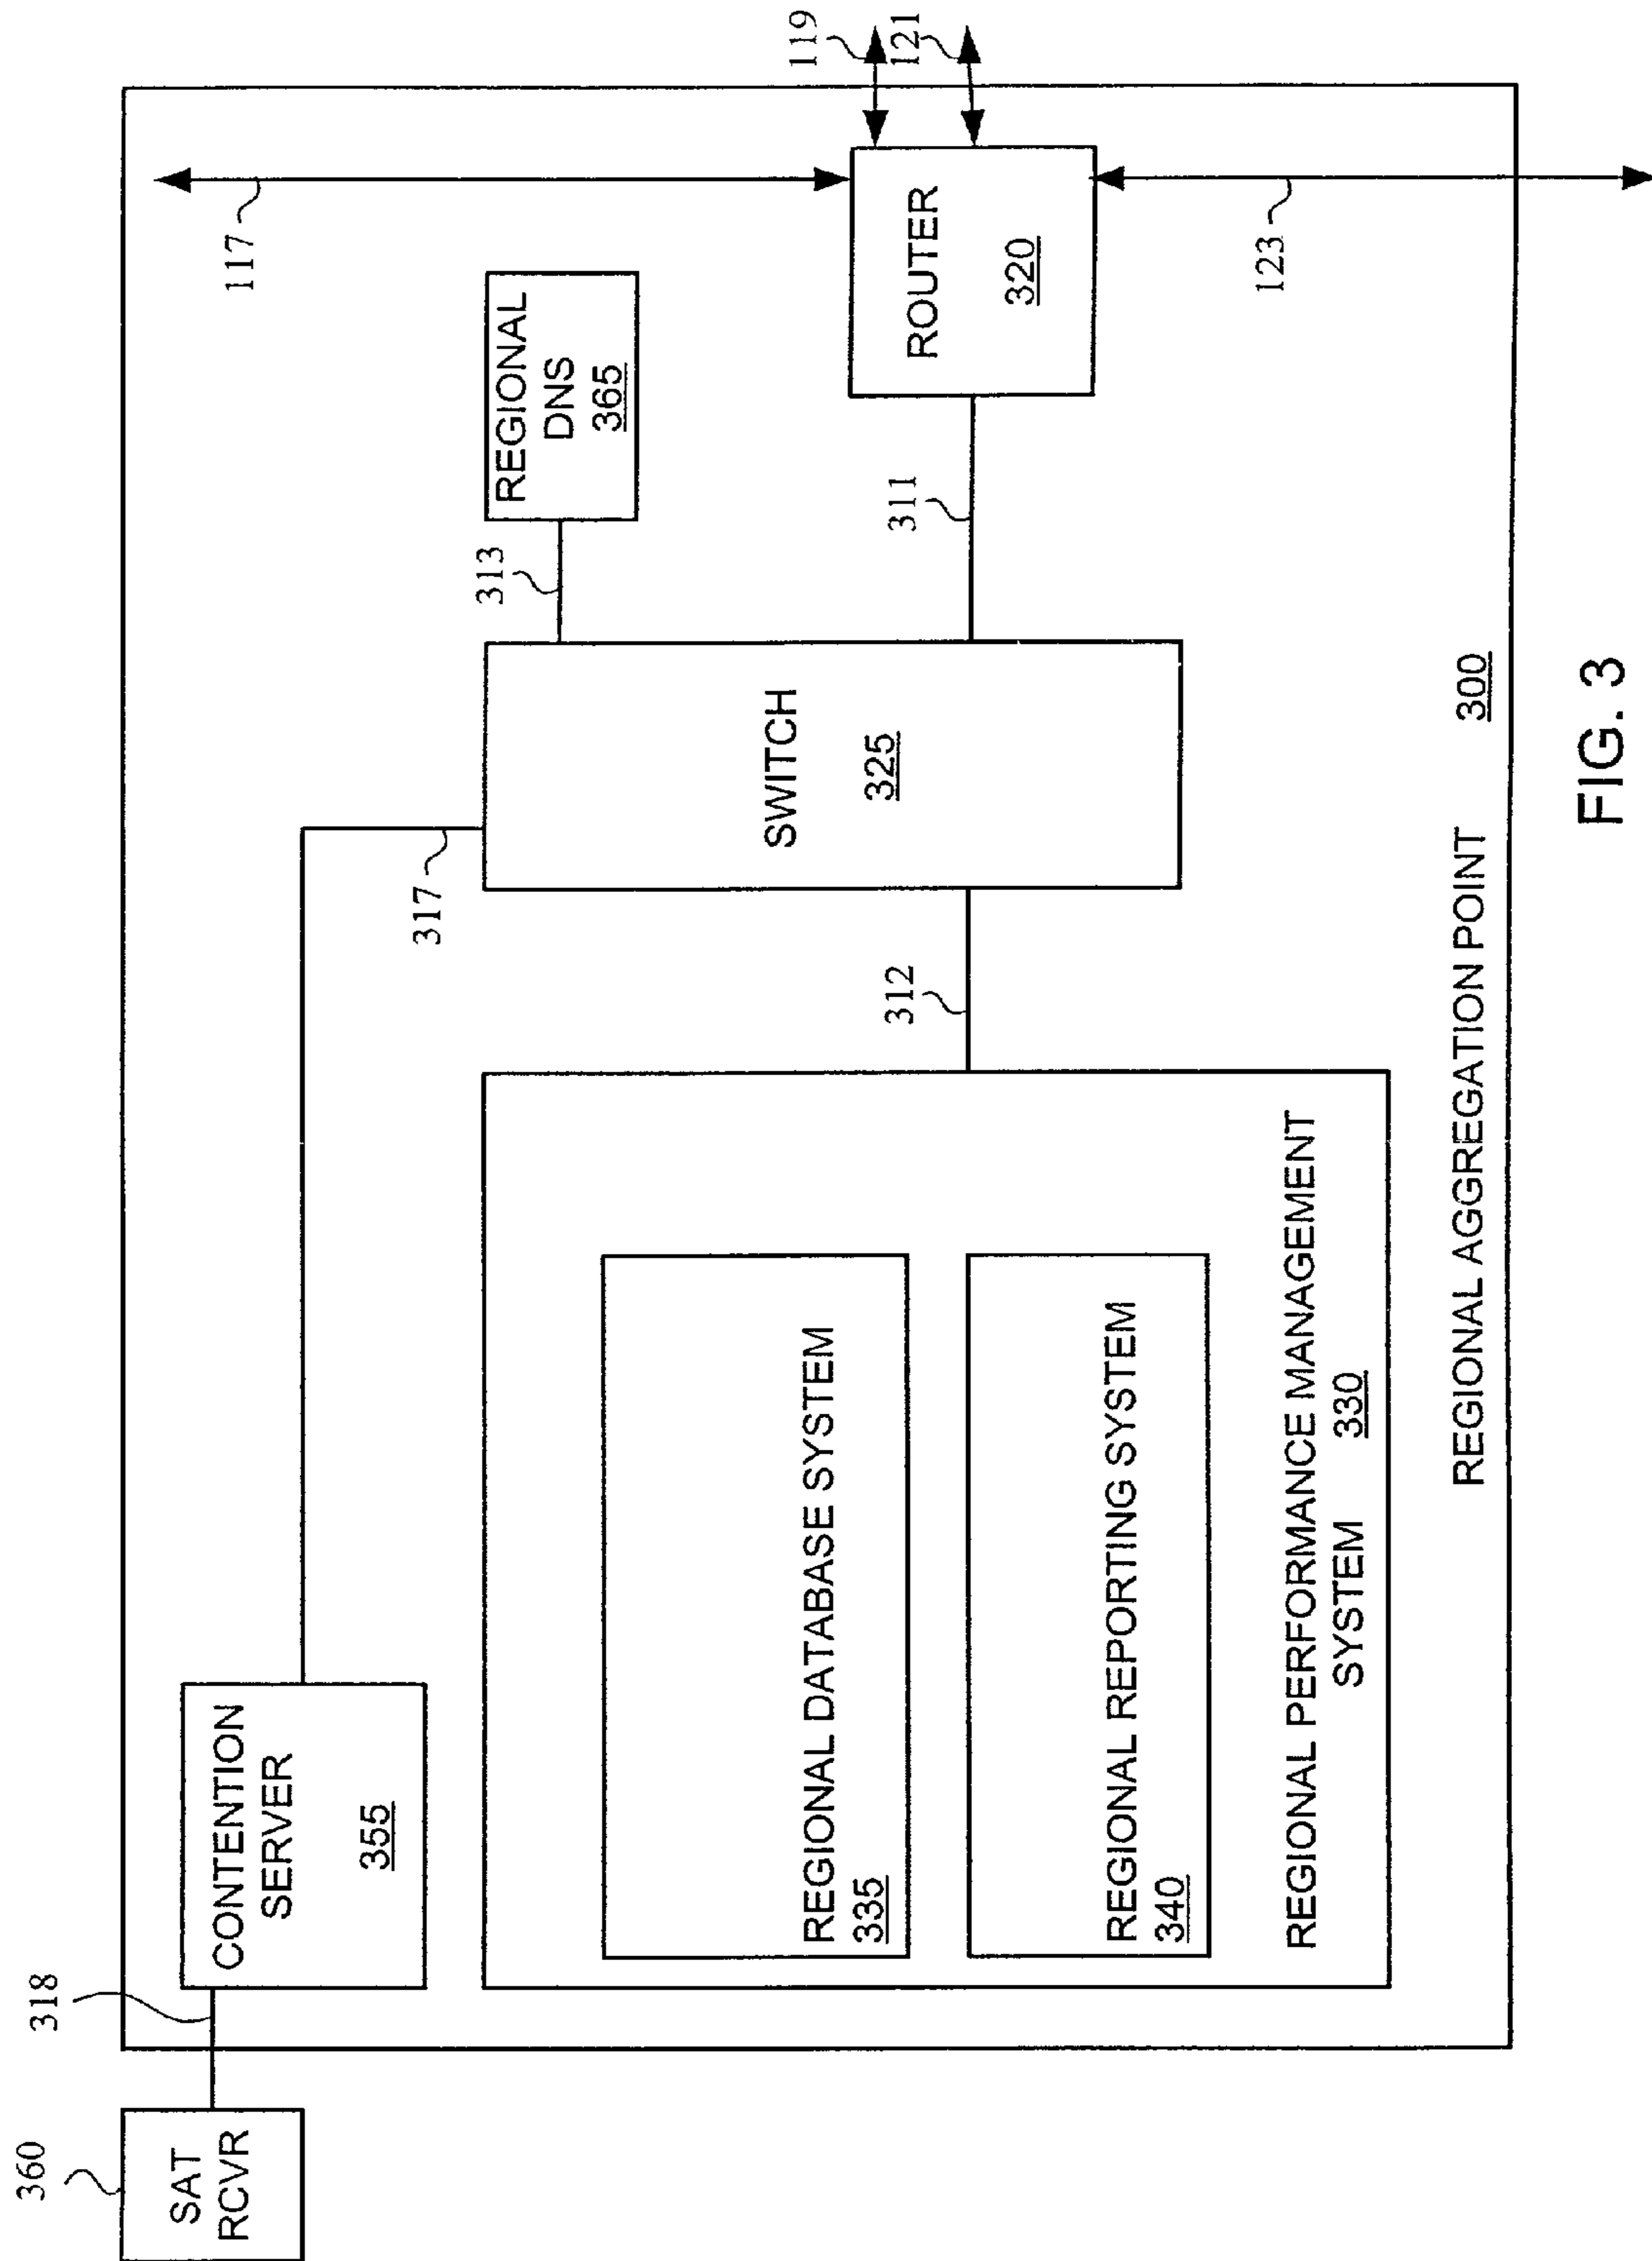 360
SAT
RCVR
318
CONTENTION
SERVER
355
317
313
REGIONAL
DNS
365
117
119
121
SWITCH
325
311
ROUTER
320
123
312
REGIONAL DATABASE SYSTEM
335
REGIONAL REPORTING SYSTEM
340
REGIONAL PERFORMANCE MANAGEMENT
SYSTEM 330
REGIONAL AGGREGATION POINT 300
FIG. 3